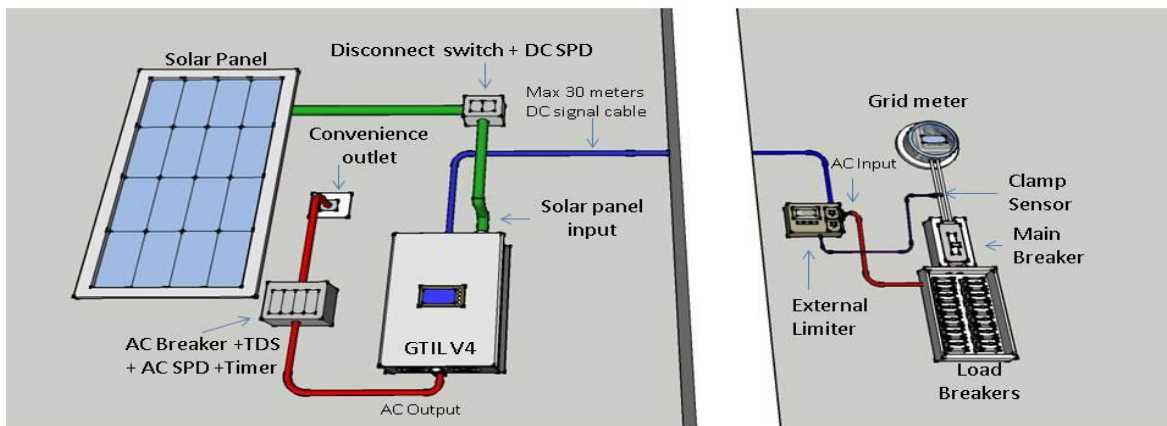 Solar Panel
Disconnect switch + DC SPD
Max 30 meters
DC signal cable
Convenience
outlet
Solar panel
input
AC Breaker +TDS
+ AC SPD +Timer
GTIL V4
AC Output
Grid meter
AC Input
Clamp
Sensor
Main
Breaker
External
Limiter
Load
Breakers